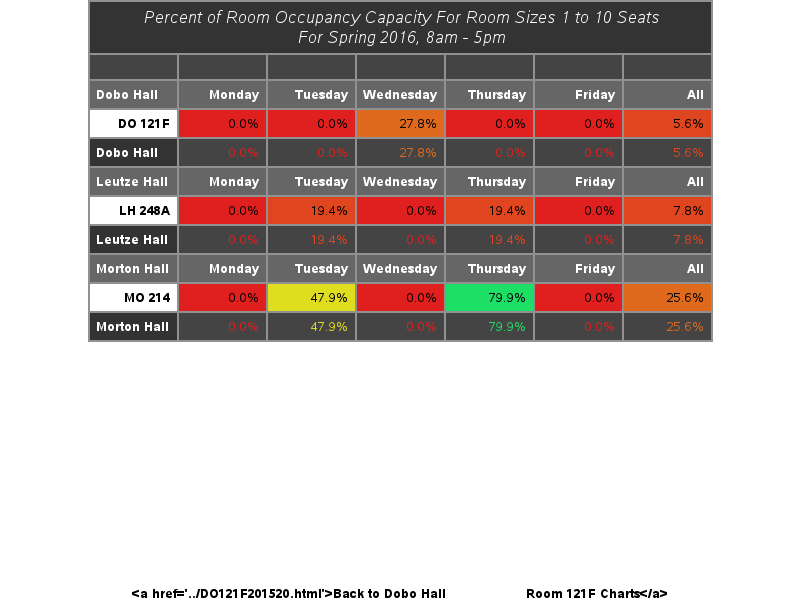 Percent of Room Occupancy Capacity For Room Sizes 1 to 10 Seats
For Spring 2016, 8am - 5pm
Dobo Hall Monday Tuesday Wednesday Thursday Friday All
DO 121F 0.0% 0.0% 27.8% 0.0% 0.0% 5.6%
Dobo Hall 0.0% 0.0% 27.8% 0.0% 0.0% 5.6%
Leutze Hall Monday Tuesday Wednesday Thursday Friday All
LH 248A 0.0% 19.4% 0.0% 19.4% 0.0% 7.8%
Leutze Hall 0.0% 19.4% 0.0% 19.4% 0.0% 7.8%
Morton Hall Monday Tuesday Wednesday Thursday Friday All
MO 214 0.0% 47.9% 0.0% 79.9% 0.0% 25.6%
Morton Hall 0.0% 47.9% 0.0% 79.9% 0.0% 25.6%
<a href='../DO121F201520.html'>Back to Dobo Hall Room 121F Charts</a>